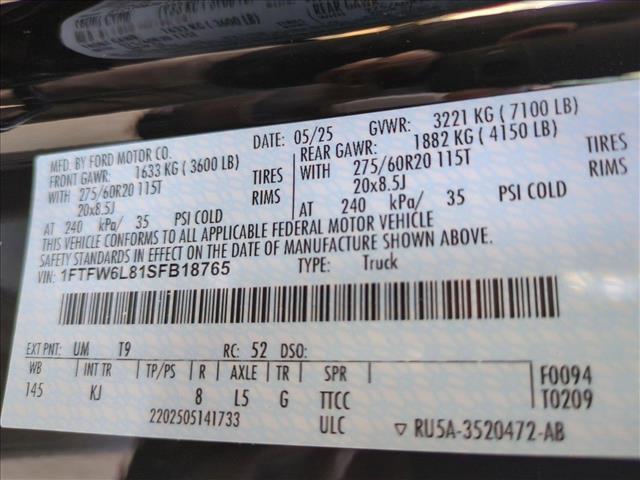 MFD. BY FORD MOTOR CO.
DATE: 05/25 GVWR: 3221 KG (7100 LB)
FRONT GAWR: 1633 KG (3600 LB)
REAR GAWR: 1882 KG (4150 LB)
WITH 275/60R20 115T TIRES
WITH 275/60R20 115T TIRES
20x8.5J RIMS
20x8.5J RIMS
AT 240 kPa/ 35 PSI COLD
AT 240 kPa/ 35 PSI COLD
THIS VEHICLE CONFORMS TO ALL APPLICABLE FEDERAL MOTOR VEHICLE
SAFETY STANDARDS IN EFFECT ON THE DATE OF MANUFACTURE SHOWN ABOVE.
VIN: 1FTFW6L81SFB18765 TYPE: Truck
EXT PNT: UM T9 RC: 52 DSO:
WB INT TR TP/PS R AXLE TR SPR F0094
145 KJ 8 L5 G TTCC T0209
2202505141733 ULC ▽ RU5A-3520472-AB